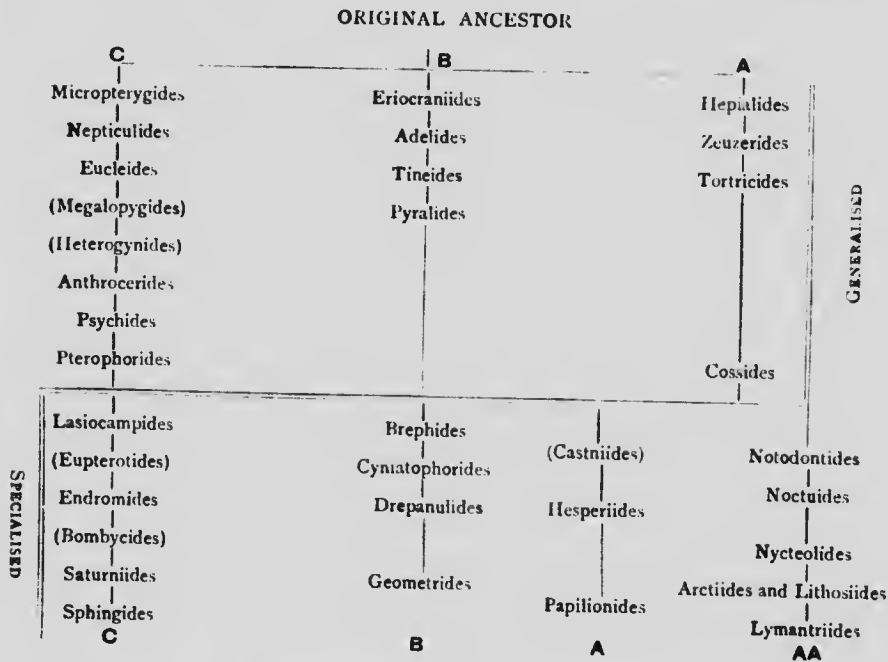 ORIGINAL ANCESTOR
C B A
Micropterygides Eriocraniides Hepialides
Nepticulides Adelides Zeuzerides
Eucleides Tineides Tortricides
(Megalopygides) Pyralides
(Heterogynides)
Anthrocerides
Psychides
Pterophorides Cossides
GENERALISED
Lasiocampides Brephides (Castniides) Notodontides
(Eupterotides) Cymatophorides Hesperiides Noctuides
Endromides Drepanulides
(Bombycides) Nycteolides
Saturniides Geometrides Arctiides and Lithosiides
Sphingides Papilionides Lymantriides
SPECIALISED
C B A AA